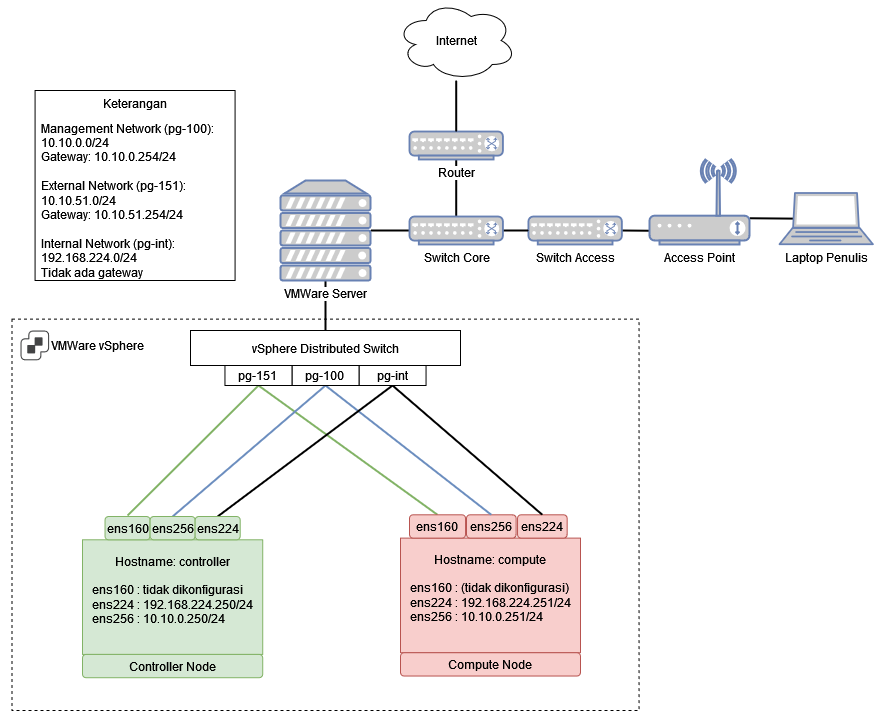 Internet
Keterangan
Management Network (pg-100):
10.10.0.0/24
Gateway: 10.10.0.254/24
External Network (pg-151):
10.10.51.0/24
Gateway: 10.10.51.254/24
Internal Network (pg-int):
192.168.224.0/24
Tidak ada gateway
Router
VMWare Server
Switch Core
Switch Access
Access Point
Laptop Penulis
VMWare vSphere
vSphere Distributed Switch
pg-151
pg-100
pg-int
ens160
ens256
ens224
Hostname: controller
ens160 : tidak dikonfigurasi
ens224 : 192.168.224.250/24
ens256 : 10.10.0.250/24
Controller Node
ens160
ens256
ens224
Hostname: compute
ens160 : (tidak dikonfigurasi)
ens224 : 192.168.224.251/24
ens256 : 10.10.0.251/24
Compute Node